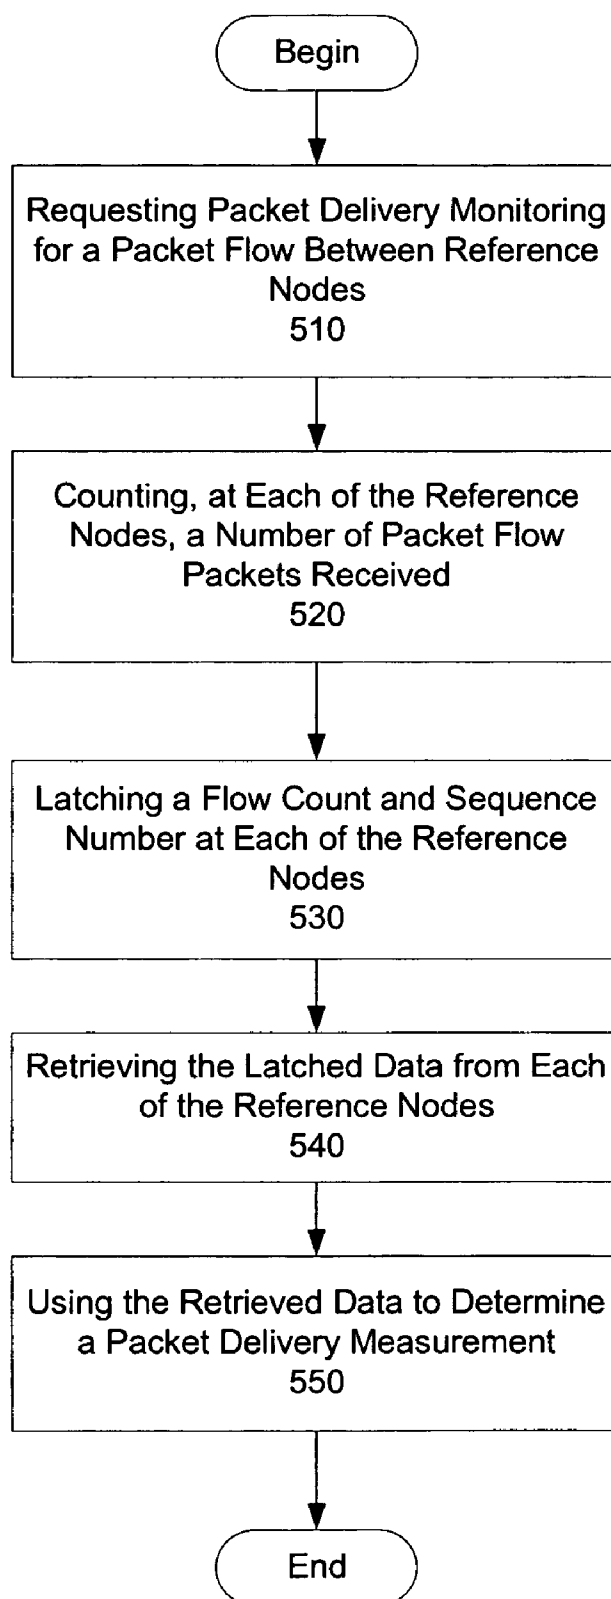 Begin
Requesting Packet Delivery Monitoring
for a Packet Flow Between Reference
Nodes
510
Counting, at Each of the Reference
Nodes, a Number of Packet Flow
Packets Received
520
Latching a Flow Count and Sequence
Number at Each of the Reference
Nodes
530
Retrieving the Latched Data from Each
of the Reference Nodes
540
Using the Retrieved Data to Determine
a Packet Delivery Measurement
550
End